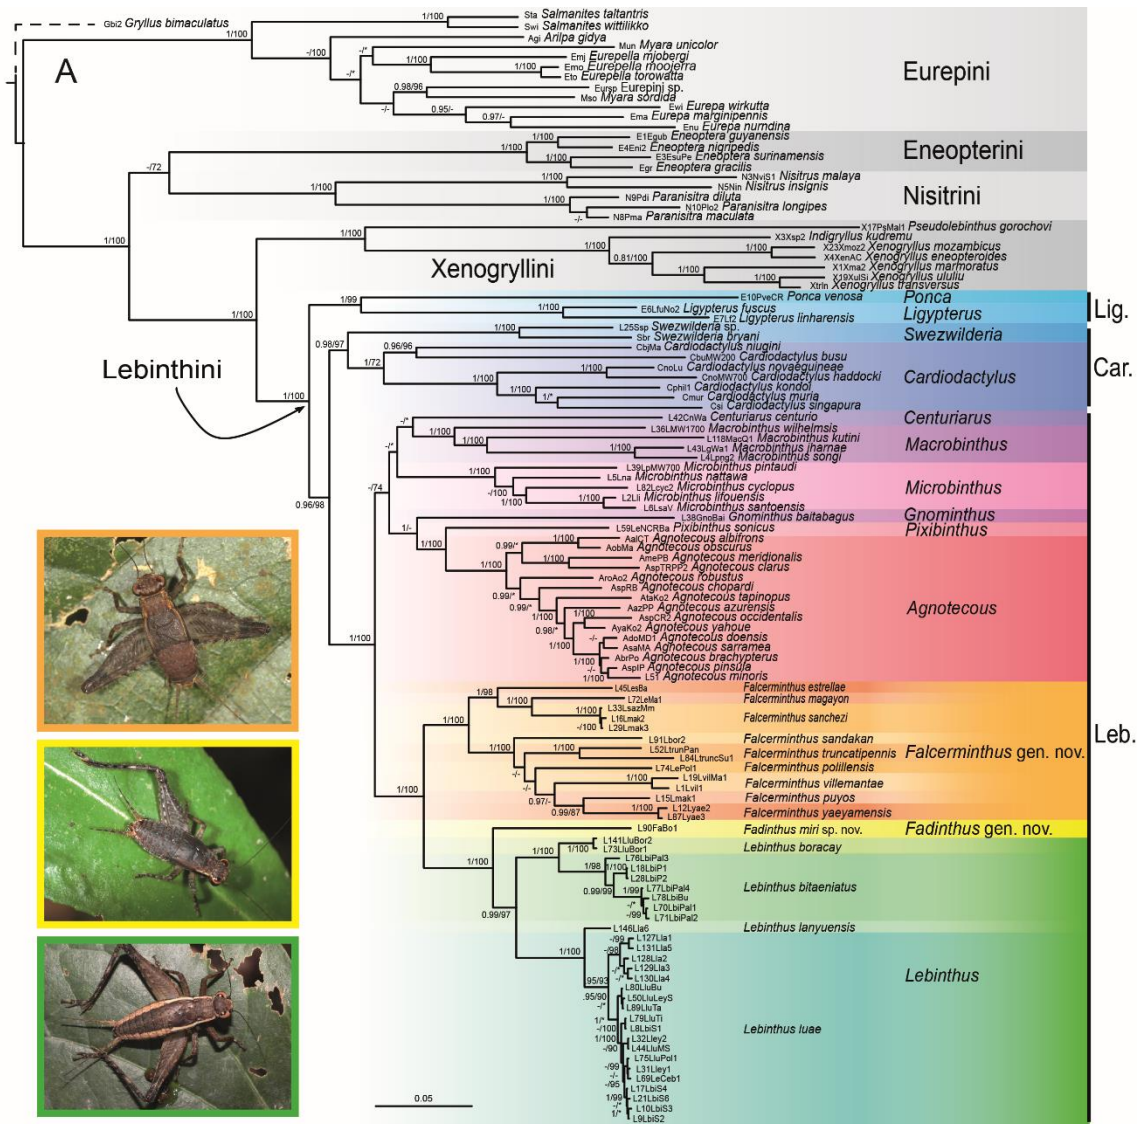 A
Gbi2 Gryllus bimaculatus
Sta Salmanites taltantris
Swi Salmanites wittilikko
Agi Arilpa gidya
Mun Myara unicolor
Emj Eurepella mjobergi
Emo Eurepella moojerra
Eto Eurepella torowatta
Eursp Eurepini sp.
Mso Myara sordida
Ewi Eurepa wirkutta
Ema Eurepa marginipennis
Enu Eurepa nurndina
Eurepini
E1Egub Eneoptera guyanensis
E4Eni2 Eneoptera nigripedis
E3EsuPe Eneoptera surinamensis
Egr Eneoptera gracilis
Eneopterini
N3NviS1 Nisitrus malaya
N5Nin Nisitrus insignis
N9Pdi Paranisitra diluta
N10Plo2 Paranisitra longipes
N8Pma Paranisitra maculata
Nisitrini
X17PsMal1 Pseudolebinthus gorochovi
X3Xsp2 Indigryllus kudremu
X23Xmoz2 Xenogryllus mozambicus
X4XenAC Xenogryllus eneopteroides
X1Xma2 Xenogryllus marmoratus
X19XulSi Xenogryllus ululiu
Xtrin Xenogryllus transversus
Xenogryllini
E10PveCR Ponca venosa
Ponca
E6LfuNo2 Ligypterus fuscus
E7Lf2 Ligypterus linharensis
Ligypterus
Lig.
L25Ssp Swezwilderia sp.
Sbr Swezwilderia bryani
Swezwilderia
CbjMa Cardiodactylus niugini
CbuMW200 Cardiodactylus busu
CnoLu Cardiodactylus novaeguineae
CnoMW700 Cardiodactylus haddocki
Cphil1 Cardiodactylus kondoi
Cmur Cardiodactylus muria
Csi Cardiodactylus singapura
Cardiodactylus
Car.
Lebinthini
L42CnWa Centuriarus centurio
Centuriarus
L36LMW1700 Macrobinthus wilhelmsis
L118MacQ1 Macrobinthus kutini
L43LgWa1 Macrobinthus jharnae
L4Lpng2 Macrobinthus songi
Macrobinthus
L39LpMW700 Microbinthus pintaudi
L5Lna Microbinthus nattawa
L82Lcyc2 Microbinthus cyclopus
L2Lli Microbinthus lifouensis
L6LsaV Microbinthus santoensis
Microbinthus
L38GnoBai Gnominthus baitabagus
Gnominthus
L59LeNCRBa Pixibinthus sonicus
Pixibinthus
AalCT Agnotecous albifrons
AobMa Agnotecous obscurus
AmePB Agnotecous meridionalis
AspTRPP2 Agnotecous clarus
AroAo2 Agnotecous robustus
AspRB Agnotecous chopardi
AtaKo2 Agnotecous tapinopus
AazPP Agnotecous azurensis
AspCR2 Agnotecous occidentalis
AyaKo2 Agnotecous yahoue
AdoMD1 Agnotecous doensis
AsaMA Agnotecous sarramea
AbrPo Agnotecous brachypterus
AspIP Agnotecous pinsula
L51 Agnotecous minoris
Agnotecous
L45LesBa Falcerminthus estrellae
L72LeMa1 Falcerminthus magayon
L33LsazMm
L16Lmak2 Falcerminthus sanchezi
L29Lmak3
L91Lbor2 Falcerminthus sandakan
L52LtrunPan
L84LtruncSu1
Falcerminthus truncatipennis
Falcerminthus gen. nov.
Leb.
L74LePol1 Falcerminthus polillensis
L19LvilMa1
L1Lvil1
Falcerminthus villemantae
L15Lmak1 Falcerminthus puyos
L12Lyae2
L87Lyae3
Falcerminthus yaeyamensis
L90FaBo1 Fadinthus miri sp. nov.
Fadinthus gen. nov.
L141LluBor2
L73LluBor1
Lebinthus boracay
L76LbiPal3
L18LbiP1
L28LbiP2
L77LbiPal4
L78LbiBu
L70LbiPal1
L71LbiPal2
Lebinthus bitaeniatus
L146Lla6 Lebinthus lanyuensis
L127Lla1
L131Lla5
L128Lla2
L129Lla3
L130Lla4
L80LluBu
L50LluLeyS
L89LluTa
L79LluTi
L8LbiS1
L32Lley2
L44LluMS
L75LluPol1
L31Lley1
L69LeCeb1
L17LbiS4
L21LbiS6
L10LbiS3
L9LbiS2
Lebinthus luae
Lebinthus
0.05